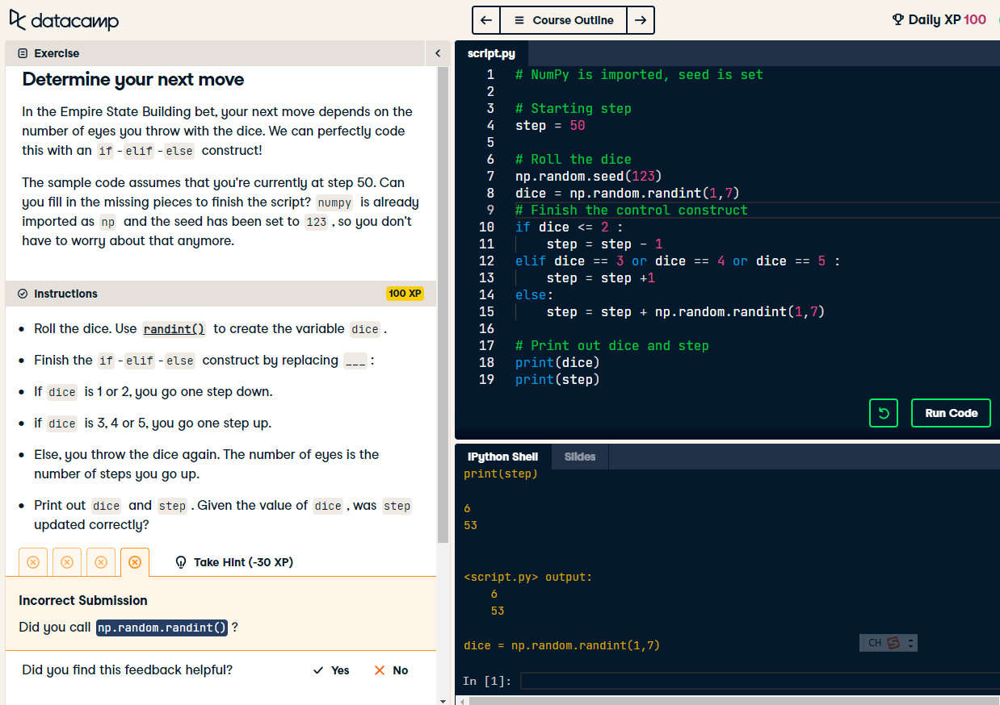 datacamp
Course Outline
Daily XP 100
Exercise
Determine your next move
In the Empire State Building bet, your next move depends on the
number of eyes you throw with the dice. We can perfectly code
this with an if -elif -else construct!
The sample code assumes that you're currently at step 50. Can
you fill in the missing pieces to finish the script? numpy is already
imported as np and the seed has been set to 123 , so you don't
have to worry about that anymore.
Instructions
100 XP
Roll the dice. Use randint() to create the variable dice .
Finish the if -elif -else construct by replacing ___ :
If dice is 1 or 2, you go one step down.
if dice is 3, 4 or 5, you go one step up.
Else, you throw the dice again. The number of eyes is the
number of steps you go up.
Print out dice and step . Given the value of dice , was step
updated correctly?
Take Hint (-30 XP)
Incorrect Submission
Did you call np.random.randint() ?
Did you find this feedback helpful?
Yes
No
script.py
1 # NumPy is imported, seed is set
2
3 # Starting step
4 step = 50
5
6 # Roll the dice
7 np.random.seed(123)
8 dice = np.random.randint(1,7)
9 # Finish the control construct
10 if dice <= 2 :
11 step = step - 1
12 elif dice == 3 or dice == 4 or dice == 5 :
13 step = step +1
14 else:
15 step = step + np.random.randint(1,7)
16
17 # Print out dice and step
18 print(dice)
19 print(step)
Run Code
IPython Shell
Slides
print(step)
6
53
<script.py> output:
6
53
dice = np.random.randint(1,7)
CH
In [1]: